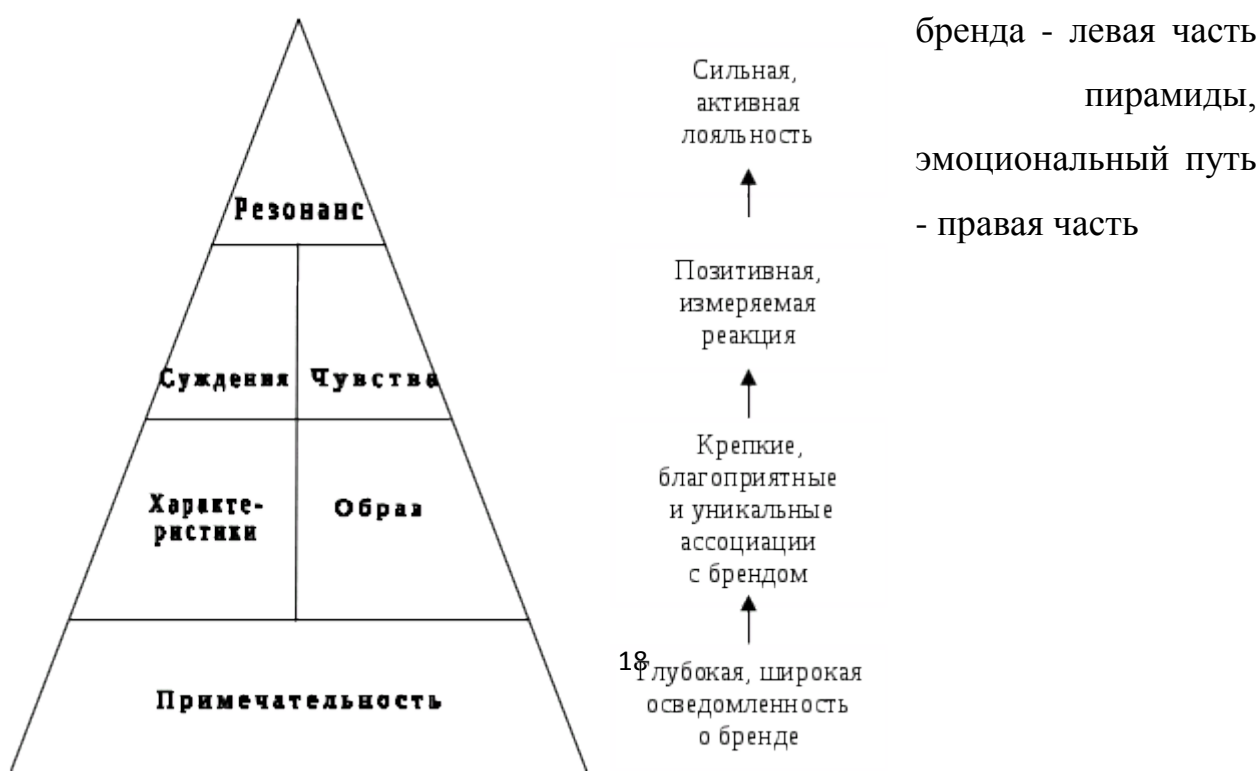 бренда - левая часть
пирамиды,
эмоциональный путь
- правая часть
Резонанс
Суждения
Чувства
Характе-
ристики
Образ
Примечательность
Сильная,
активная
лояльность
Позитивная,
измеряемая
реакция
Крепкие,
благоприятные
и уникальные
ассоциации
с брендом
Глубокая, широкая
осведомленность
о бренде
18